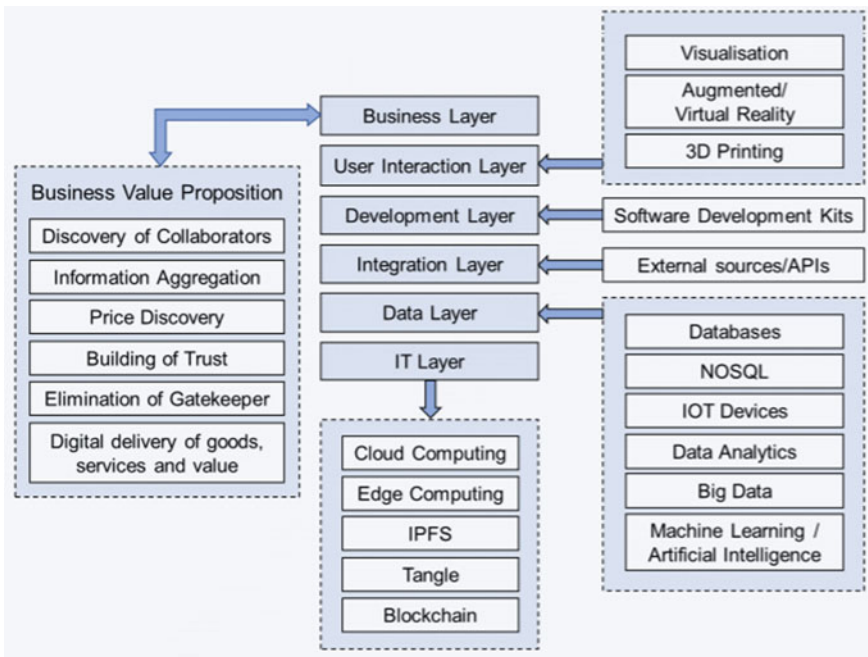 Business Layer
User Interaction Layer
Development Layer
Integration Layer
Data Layer
IT Layer
Business Value Proposition
Discovery of Collaborators
Information Aggregation
Price Discovery
Building of Trust
Elimination of Gatekeeper
Digital delivery of goods,
services and value
Cloud Computing
Edge Computing
IPFS
Tangle
Blockchain
Visualisation
Augmented/
Virtual Reality
3D Printing
Software Development Kits
External sources/APIs
Databases
NOSQL
IOT Devices
Data Analytics
Big Data
Machine Learning /
Artificial Intelligence